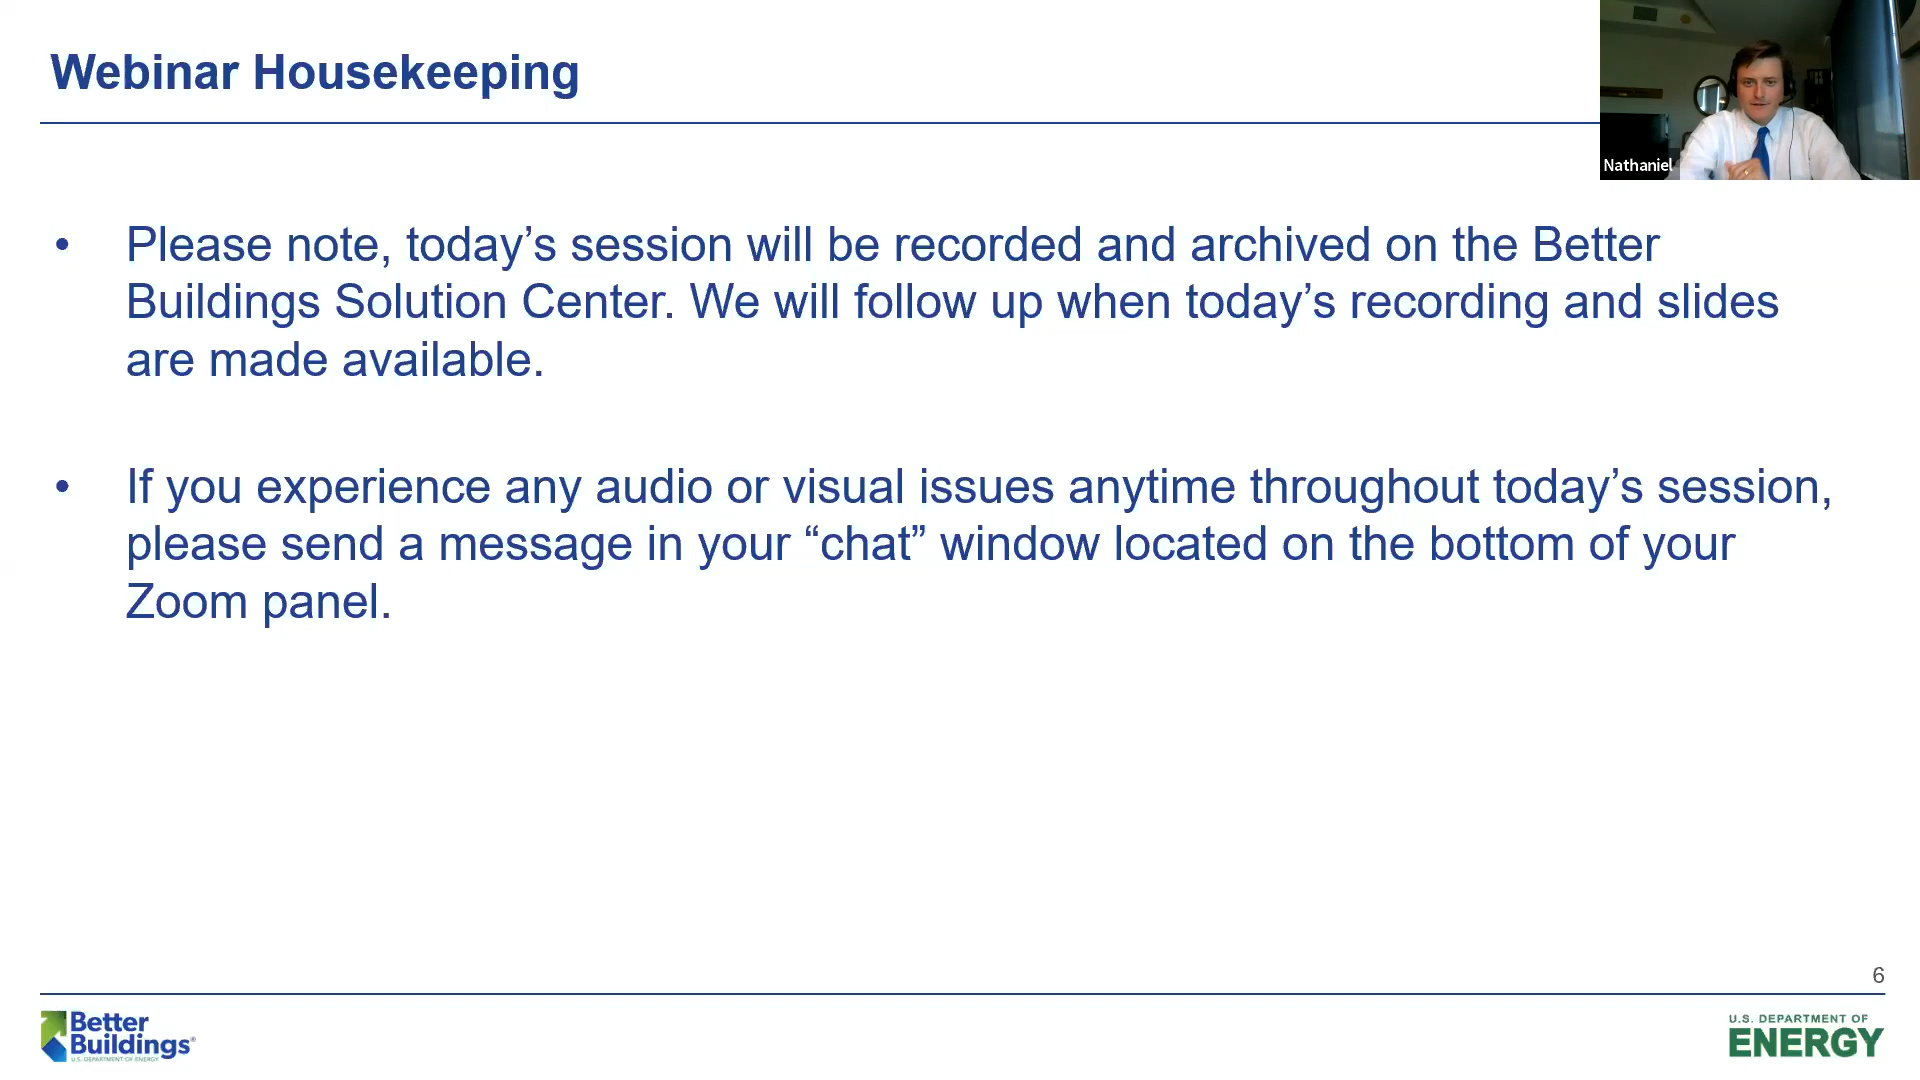 Webinar Housekeeping
Nathaniel
• Please note, today’s session will be recorded and archived on the Better
Buildings Solution Center. We will follow up when today’s recording and slides
are made available.
• If you experience any audio or visual issues anytime throughout today’s session,
please send a message in your “chat” window located on the bottom of your
Zoom panel.
6
Better
Buildings®
U.S. DEPARTMENT OF ENERGY
U.S. DEPARTMENT OF
ENERGY